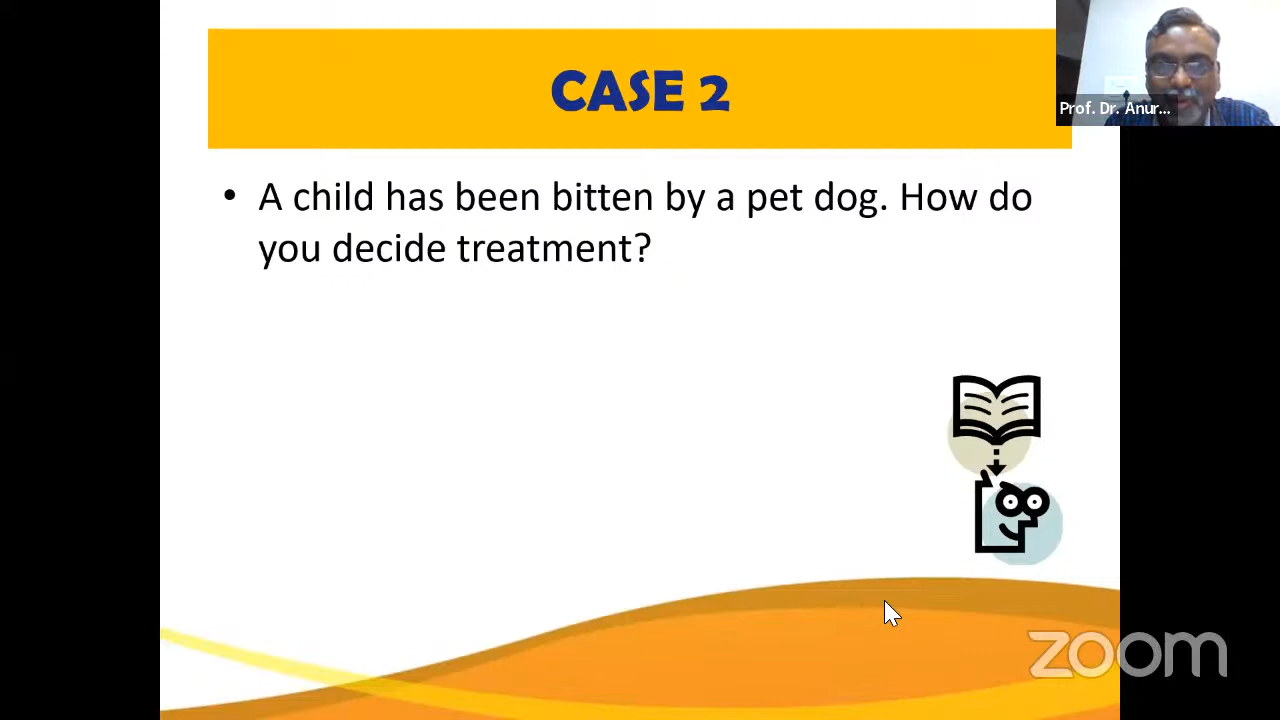 CASE 2
Prof. Dr. Anur...
• A child has been bitten by a pet dog. How do
you decide treatment?
zoom